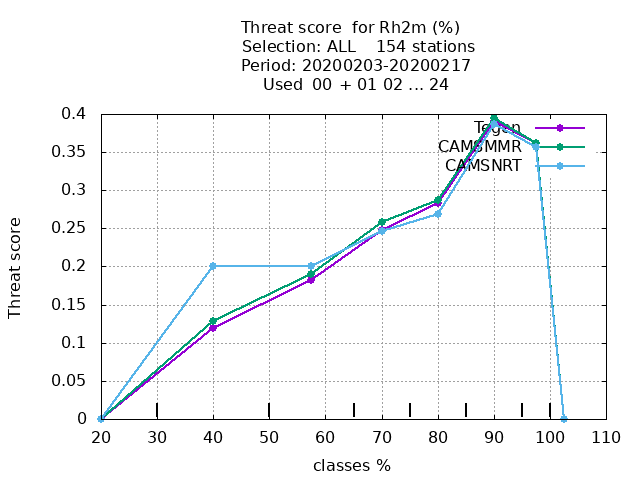 Threat score  for Rh2m (%)
Selection: ALL    154 stations
Period: 20200203-20200217
Used  00 + 01 02 ... 24
Tegen
CAMSMMR
CAMSNRT
0.4
0.35
0.3
0.25
0.2
0.15
0.1
0.05
0
Threat score
20 30 40 50 60 70 80 90 100 110
classes %